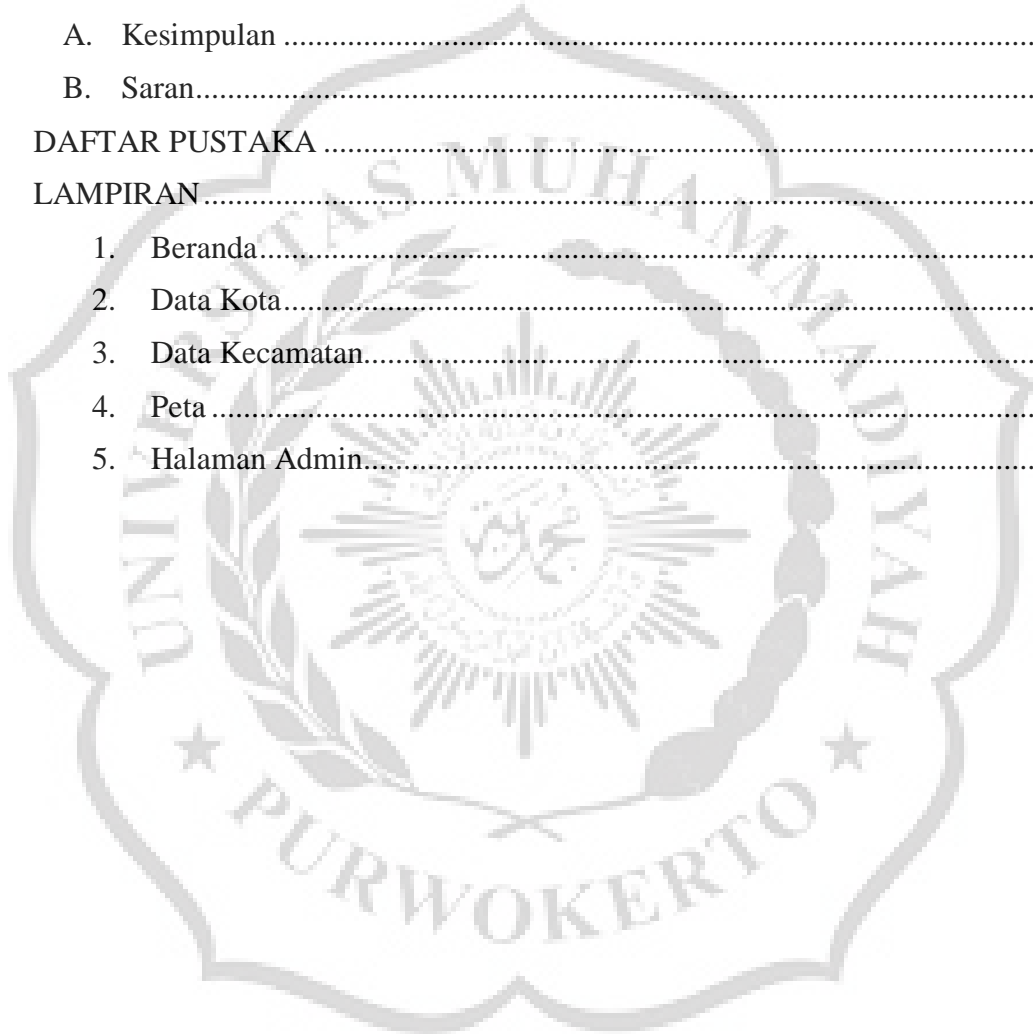 A. Kesimpulan ................................................................................................
B. Saran...........................................................................................................
DAFTAR PUSTAKA ............................................................................................
LAMPIRAN...........................................................................................................
1. Beranda...................................................................................................
2. Data Kota................................................................................................
3. Data Kecamatan......................................................................................
4. Peta .........................................................................................................
5. Halaman Admin......................................................................................
UNIVERSITAS MUHAMMADIYAH
★ PURWOKERTO ★